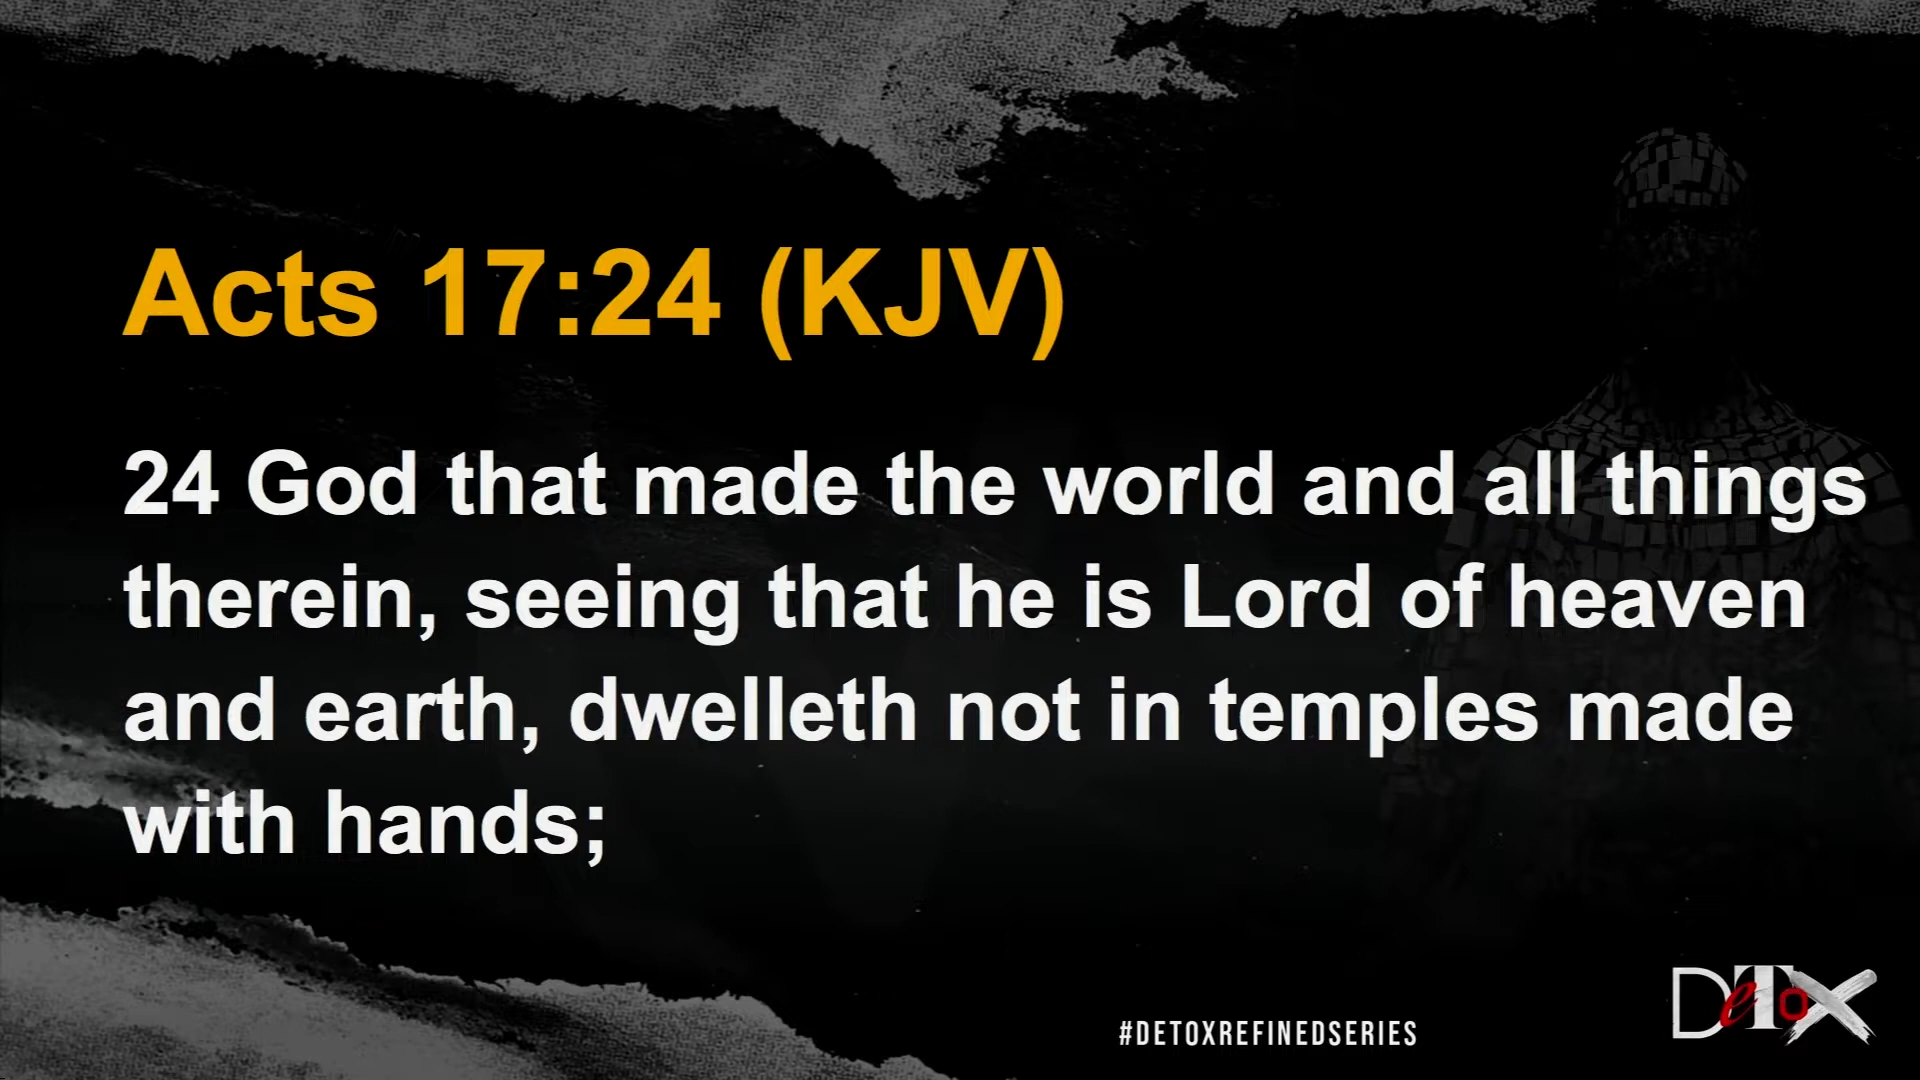 Acts 17:24 (KJV)
24 God that made the world and all things
therein, seeing that he is Lord of heaven
and earth, dwelleth not in temples made
with hands;
#DETOXREFINEDSERIES
DeToX